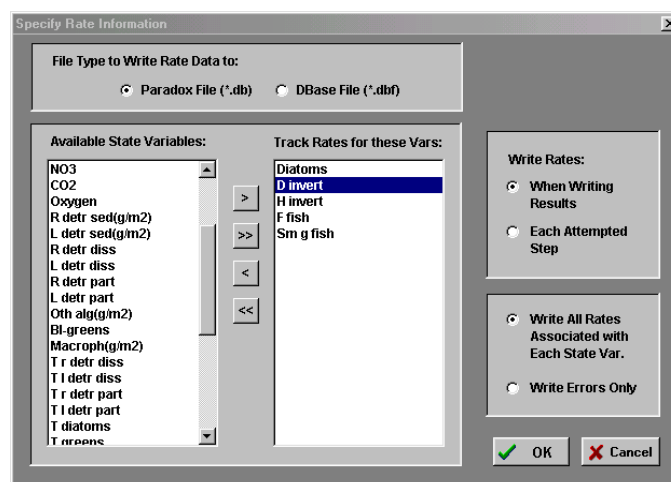 Specify Rate Information
File Type to Write Rate Data to:
Paradox File (*.db) DBase File (*.dbf)
Available State Variables:
NO3
CO2
Oxygen
R detr sed(g/m2)
L detr sed(g/m2)
R detr diss
L detr diss
R detr part
L detr part
Oth alg(g/m2)
Bl-greens
Macroph(g/m2)
T r detr diss
T l detr diss
T r detr part
T l detr part
T diatoms
T greens
>
>>
<
<<
Track Rates for these Vars:
Diatoms
D invert
H invert
F fish
Sm g fish
Write Rates:
When Writing
Results
Each Attempted
Step
Write All Rates
Associated with
Each State Var.
Write Errors Only
OK Cancel